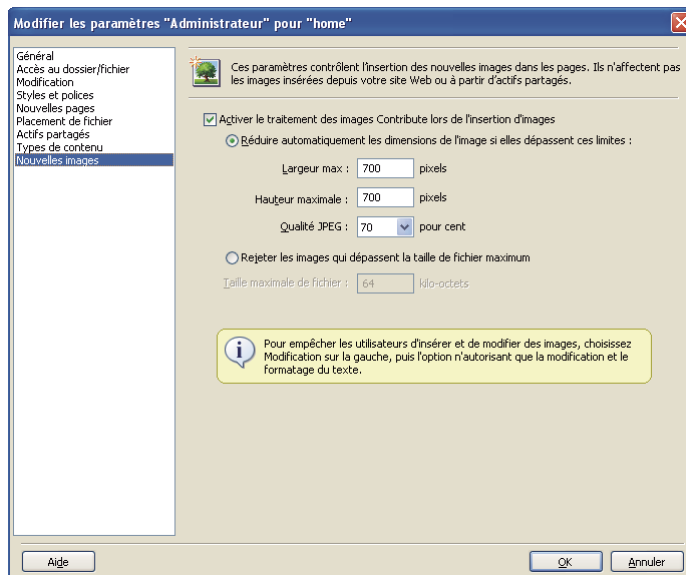 Modifier les paramètres "Administrateur" pour "home"
Général
Accès au dossier/fichier
Modification
Styles et polices
Nouvelles pages
Placement de fichier
Actifs partagés
Types de contenu
Nouvelles images
Ces paramètres contrôlent l'insertion des nouvelles images dans les pages. Ils n'affectent pas
les images insérées depuis votre site Web ou à partir d'actifs partagés.
Activer le traitement des images Contribute lors de l'insertion d'images
Réduire automatiquement les dimensions de l'image si elles dépassent ces limites :
Largeur max : 700 pixels
Hauteur maximale : 700 pixels
Qualité JPEG : 70 pour cent
Rejeter les images qui dépassent la taille de fichier maximum
Taille maximale de fichier : 64 kilo-octets
Pour empêcher les utilisateurs d'insérer et de modifier des images, choisissez
Modification sur la gauche, puis l'option n'autorisant que la modification et le
formatage du texte.
Aide OK Annuler